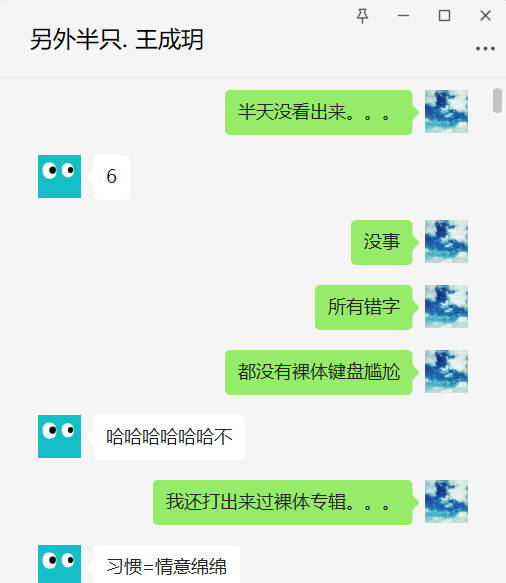 另外半只. 王成玥
半天没看出来。。。
6
没事
所有错字
都没有裸体键盘尴尬
哈哈哈哈哈哈不
我还打出来过裸体专辑。。。
习惯=情意绵绵